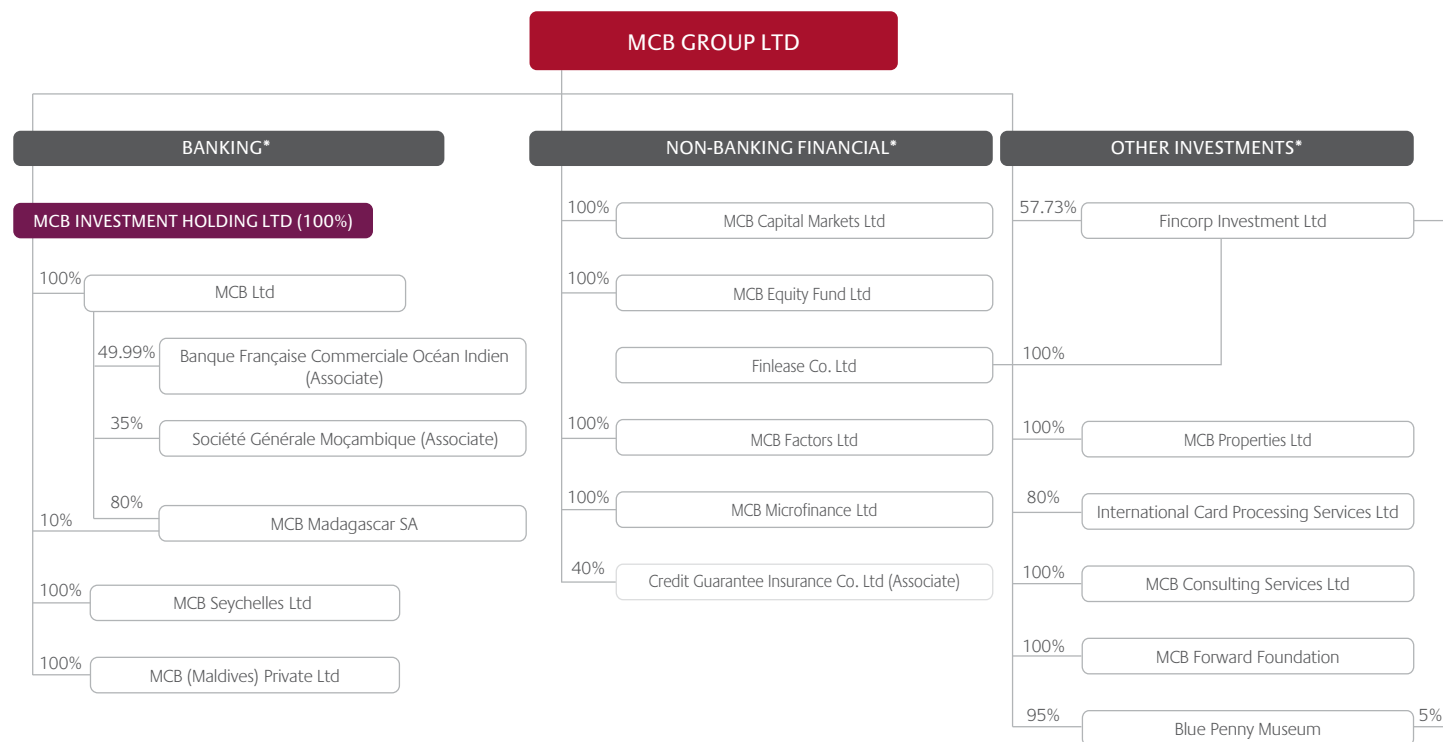 MCB GROUP LTD
BANKING*
MCB INVESTMENT HOLDING LTD (100%)
100%
MCB Ltd
49.99%
Banque Française Commerciale Océan Indien
(Associate)
35%
Société Générale Moçambique (Associate)
80%
10%
MCB Madagascar SA
100%
MCB Seychelles Ltd
100%
MCB (Maldives) Private Ltd
NON-BANKING FINANCIAL*
100%
MCB Capital Markets Ltd
100%
MCB Equity Fund Ltd
Finlease Co. Ltd
100%
100%
MCB Factors Ltd
100%
MCB Microfinance Ltd
40%
Credit Guarantee Insurance Co. Ltd (Associate)
OTHER INVESTMENTS*
57.73%
Fincorp Investment Ltd
100%
MCB Properties Ltd
80%
International Card Processing Services Ltd
100%
MCB Consulting Services Ltd
100%
MCB Forward Foundation
95%
Blue Penny Museum
5%